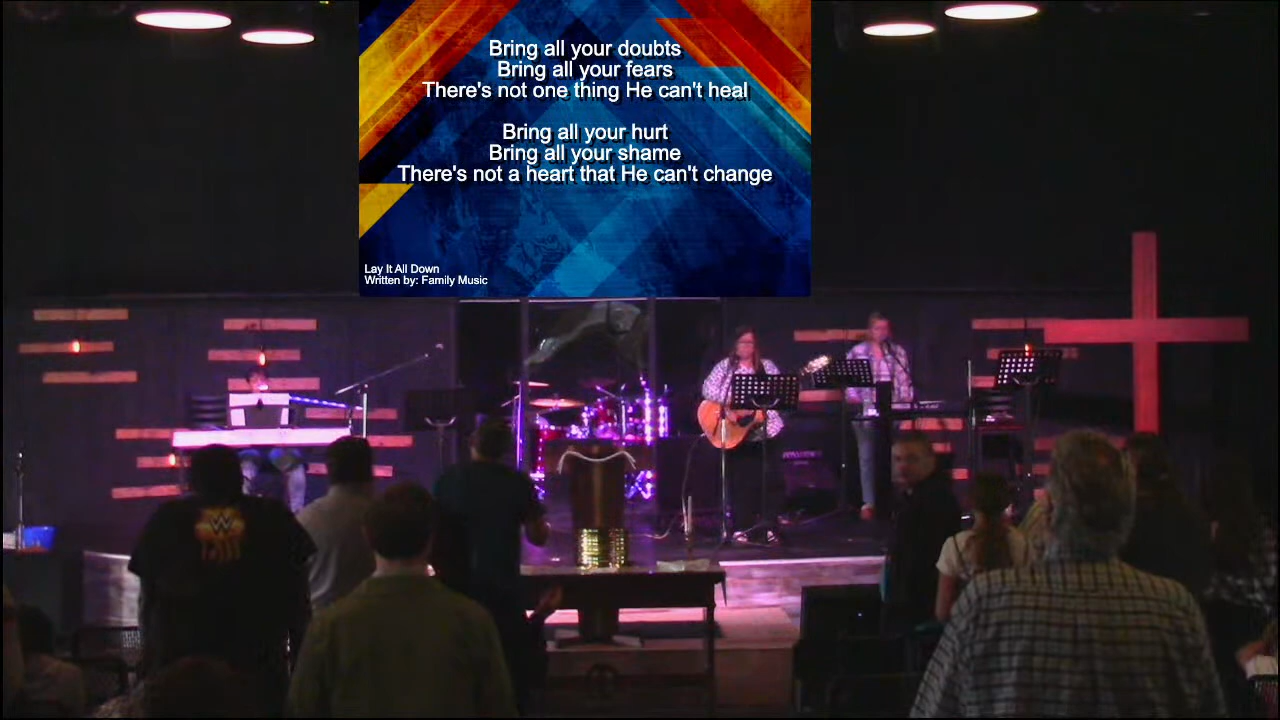 Bring all your doubts
Bring all your fears
There's not one thing He can't heal
Bring all your hurt
Bring all your shame
There's not a heart that He can't change
Lay It All Down
Written by: Family Music